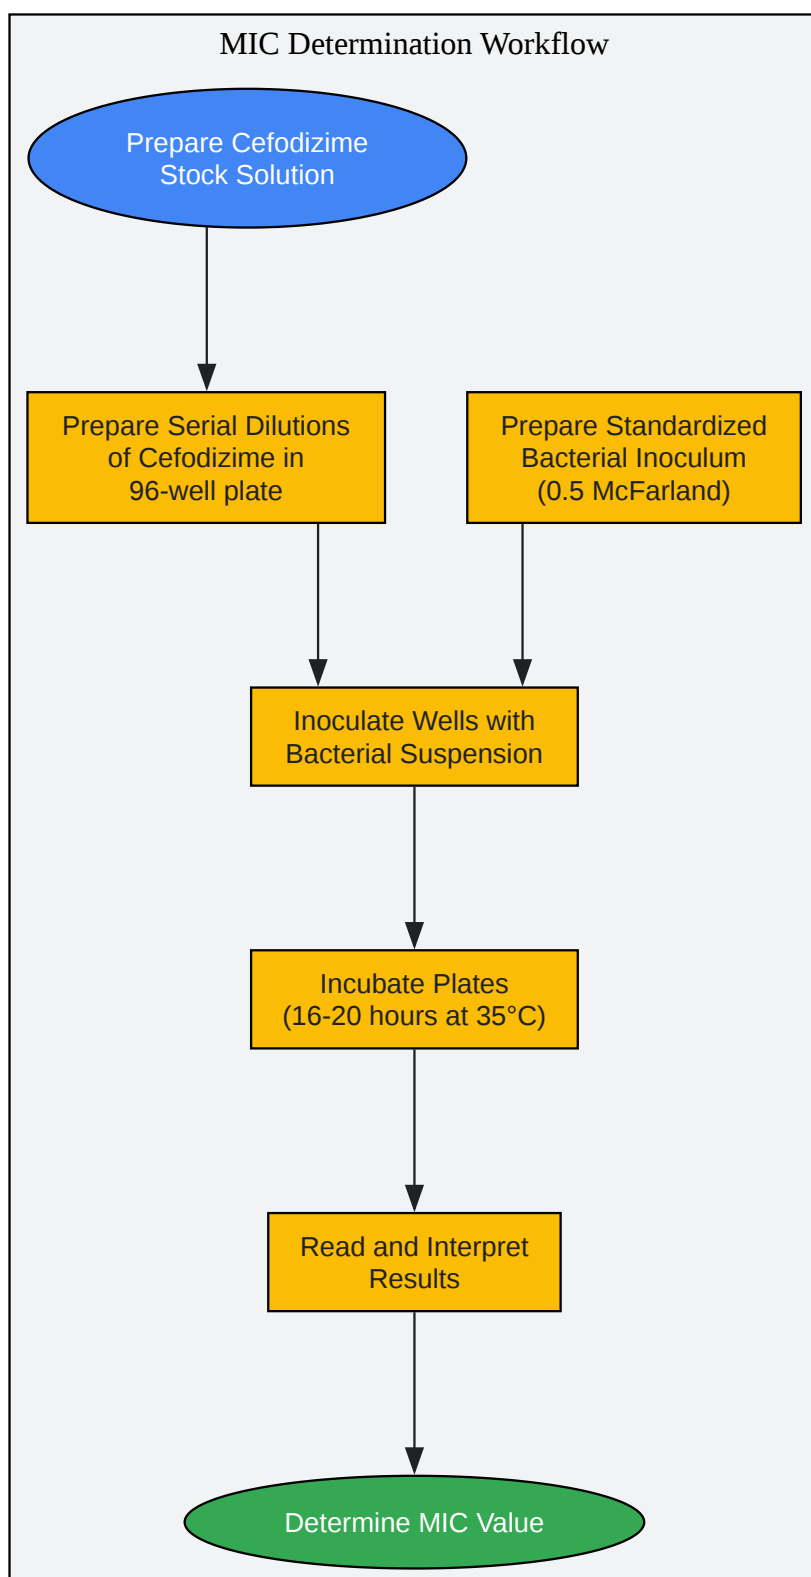 MIC Determination Workflow
Prepare Cefodizime
Stock Solution
Prepare Serial Dilutions
of Cefodizime in
96-well plate
Prepare Standardized
Bacterial Inoculum
(0.5 McFarland)
Inoculate Wells with
Bacterial Suspension
Incubate Plates
(16-20 hours at 35°C)
Read and Interpret
Results
Determine MIC Value